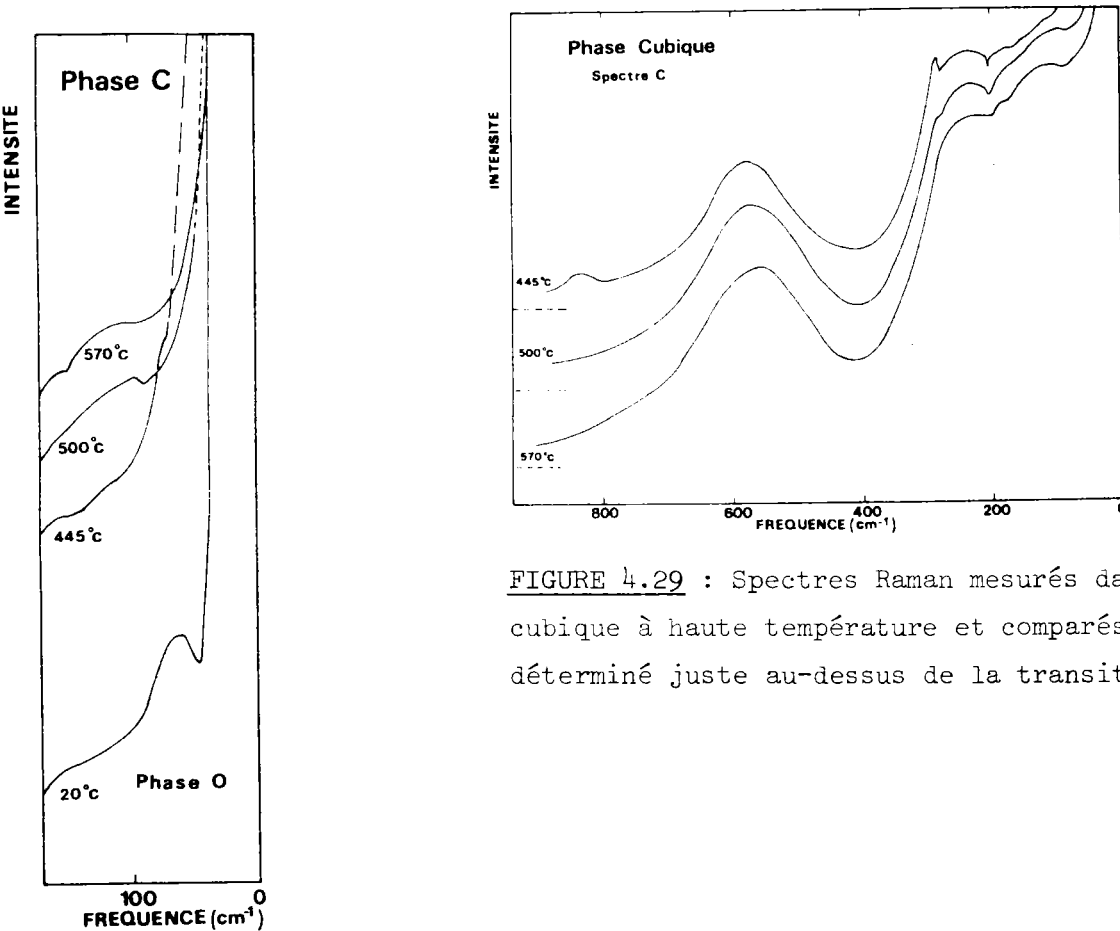 Phase C
INTENSITE
570°c
500°c
445°c
20°c
Phase O
100 0
FREQUENCE (cm-1)
Phase Cubique
Spectre C
INTENSITE
445°c
500°c
570°c
800 600 400 200
FREQUENCE (cm-1)
FIGURE 4.29 : Spectres Raman mesurés
cubique à haute température et comparés
déterminé juste au-dessus de la